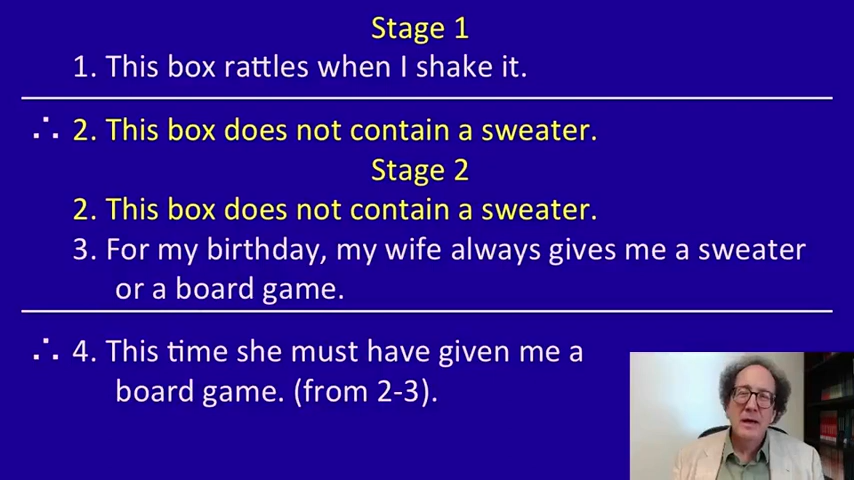 Stage 1
1. This box rattles when I shake it.
∴ 2. This box does not contain a sweater.
Stage 2
2. This box does not contain a sweater.
3. For my birthday, my wife always gives me a sweater
or a board game.
∴ 4. This time she must have given me a
board game. (from 2-3).